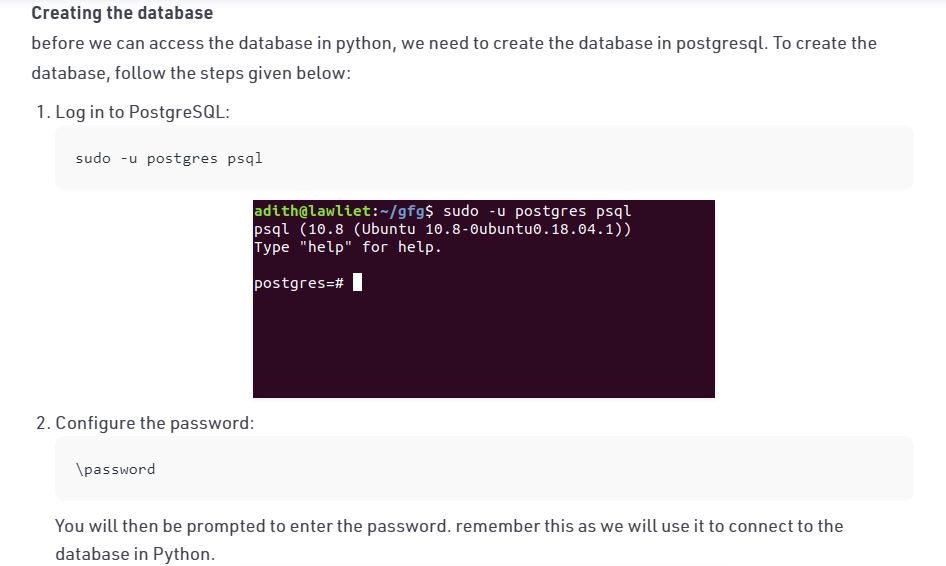 Creating the database
before we can access the database in python, we need to create the database in postgresql. To create the
database, follow the steps given below:
1. Log in to PostgreSQL:
sudo -u postgres psql
adith@lawliet:~/gfg$ sudo -u postgres psql
psql (10.8 (Ubuntu 10.8-0ubuntu0.18.04.1))
Type "help" for help.
postgres=#
2. Configure the password:
\password
You will then be prompted to enter the password. remember this as we will use it to connect to the
database in Python.